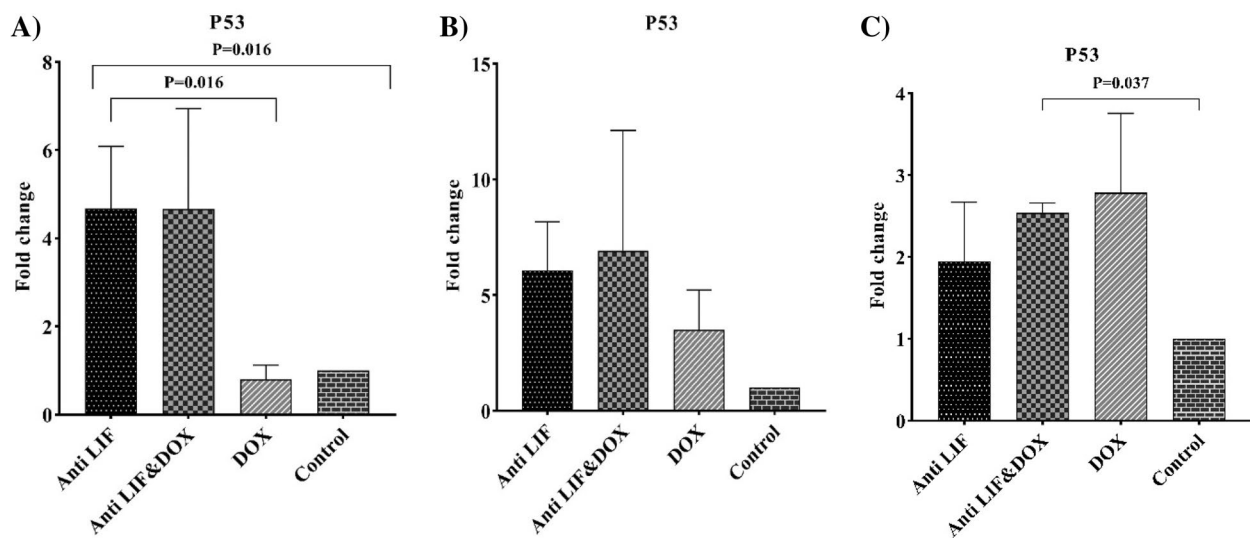 A)
P53
P=0.016
P=0.016
8
6
4
2
0
Fold change
Anti LIF
Anti LIF&DOX
DOX
Control
B)
P53
15
10
5
0
Fold change
Anti LIF
Anti LIF&DOX
DOX
Control
C)
P53
P=0.037
4
3
2
1
0
Fold change
Anti LIF
Anti LIF&DOX
DOX
Control